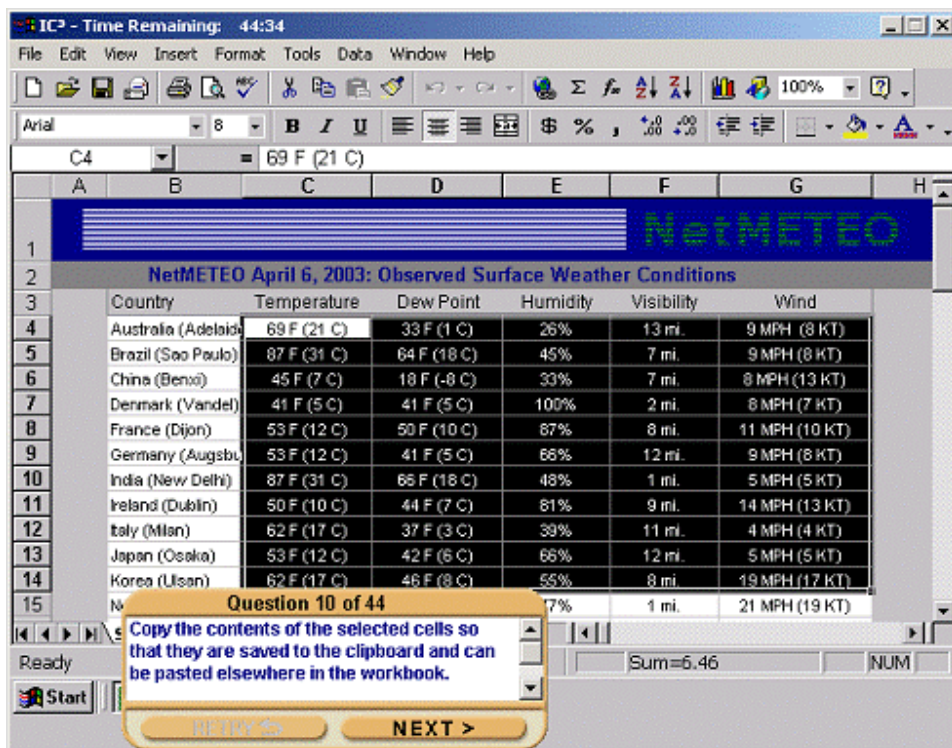 IC³ - Time Remaining: 44:34
File Edit View Insert Format Tools Data Window Help
100%
Arial 8 B I U $ % ,
C4 = 69 F (21 C)
A B C D E F G H
1 NetMETEO
2 NetMETEO April 6, 2003: Observed Surface Weather Conditions
3 Country Temperature Dew Point Humidity Visibility Wind
4 Australia (Adelaide 69 F (21 C) 33 F (1 C) 26% 13 mi. 9 MPH (8 KT)
5 Brazil (Sao Paulo) 87 F (31 C) 64 F (18 C) 45% 7 mi. 9 MPH (8 KT)
6 China (Benxi) 45 F (7 C) 18 F (-8 C) 33% 7 mi. 8 MPH (13 KT)
7 Denmark (Vandel) 41 F (5 C) 41 F (5 C) 100% 2 mi. 8 MPH (7 KT)
8 France (Dijon) 53 F (12 C) 50 F (10 C) 87% 8 mi. 11 MPH (10 KT)
9 Germany (Augsbu 53 F (12 C) 41 F (5 C) 66% 12 mi. 9 MPH (8 KT)
10 India (New Delhi) 87 F (31 C) 66 F (18 C) 48% 1 mi. 5 MPH (5 KT)
11 Ireland (Dublin) 50 F (10 C) 44 F (7 C) 81% 9 mi. 14 MPH (13 KT)
12 Italy (Milan) 62 F (17 C) 37 F (3 C) 39% 11 mi. 4 MPH (4 KT)
13 Japan (Osaka) 53 F (12 C) 42 F (6 C) 66% 12 mi. 5 MPH (5 KT)
14 Korea (Ulsan) 62 F (17 C) 46 F (8 C) 55% 8 mi. 19 MPH (17 KT)
15 7% 1 mi. 21 MPH (19 KT)
Question 10 of 44
Copy the contents of the selected cells so
that they are saved to the clipboard and can
be pasted elsewhere in the workbook.
RETRY NEXT >
Ready Sum=6.46 NUM
Start